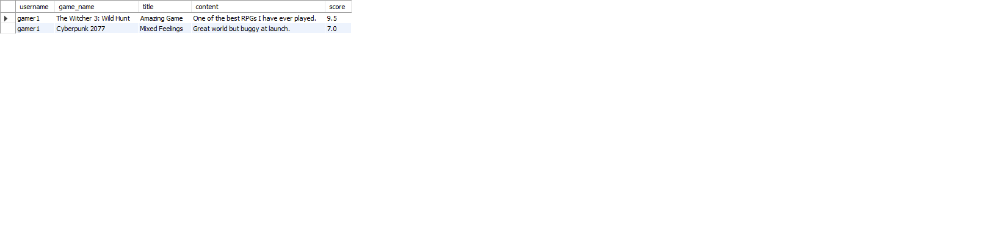 username game_name title content score
gamer1 The Witcher 3: Wild Hunt Amazing Game One of the best RPGs I have ever played. 9.5
gamer1 Cyberpunk 2077 Mixed Feelings Great world but buggy at launch. 7.0